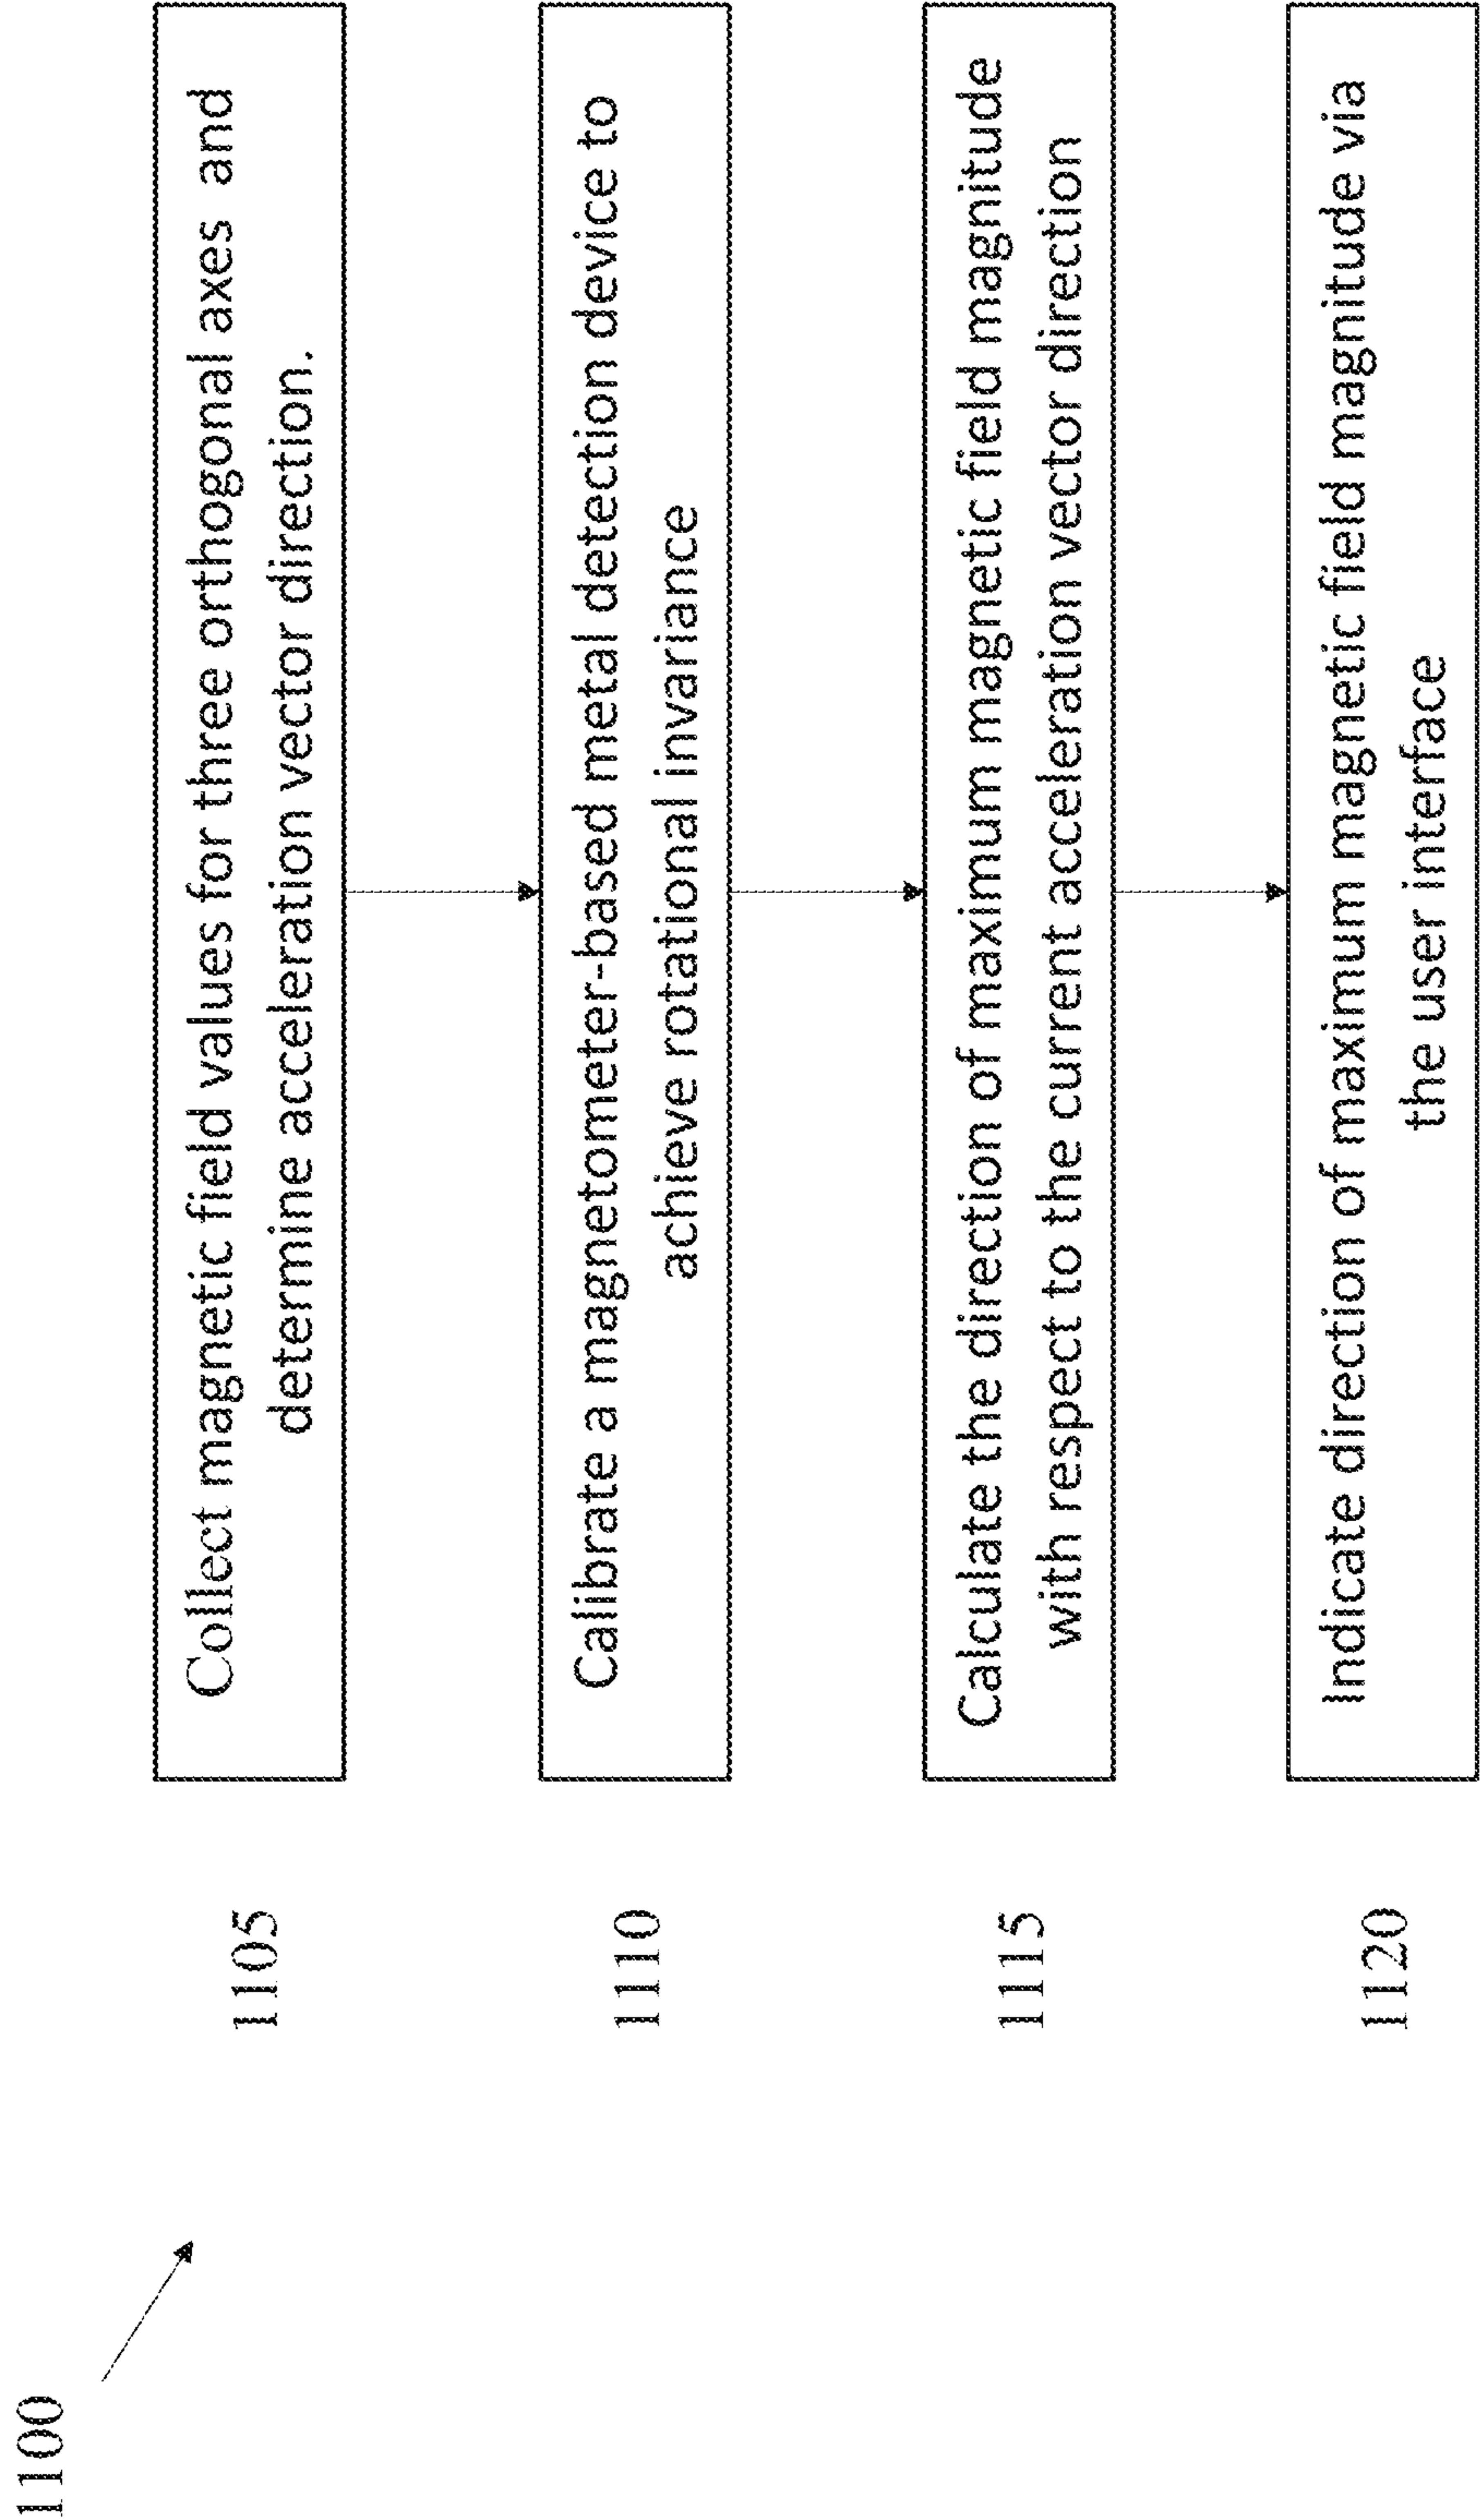 1100
1105
Collect magnetic field values for three orthogonal axes and
determine acceleration vector direction.
1110
Calibrate a magnetometer-based metal detection device to
achieve rotational invariance
1115
Calculate the direction of maximum magnetic field magnitude
with respect to the current acceleration vector direction
1120
Indicate direction of maximum magnetic field magnitude via
the user interface